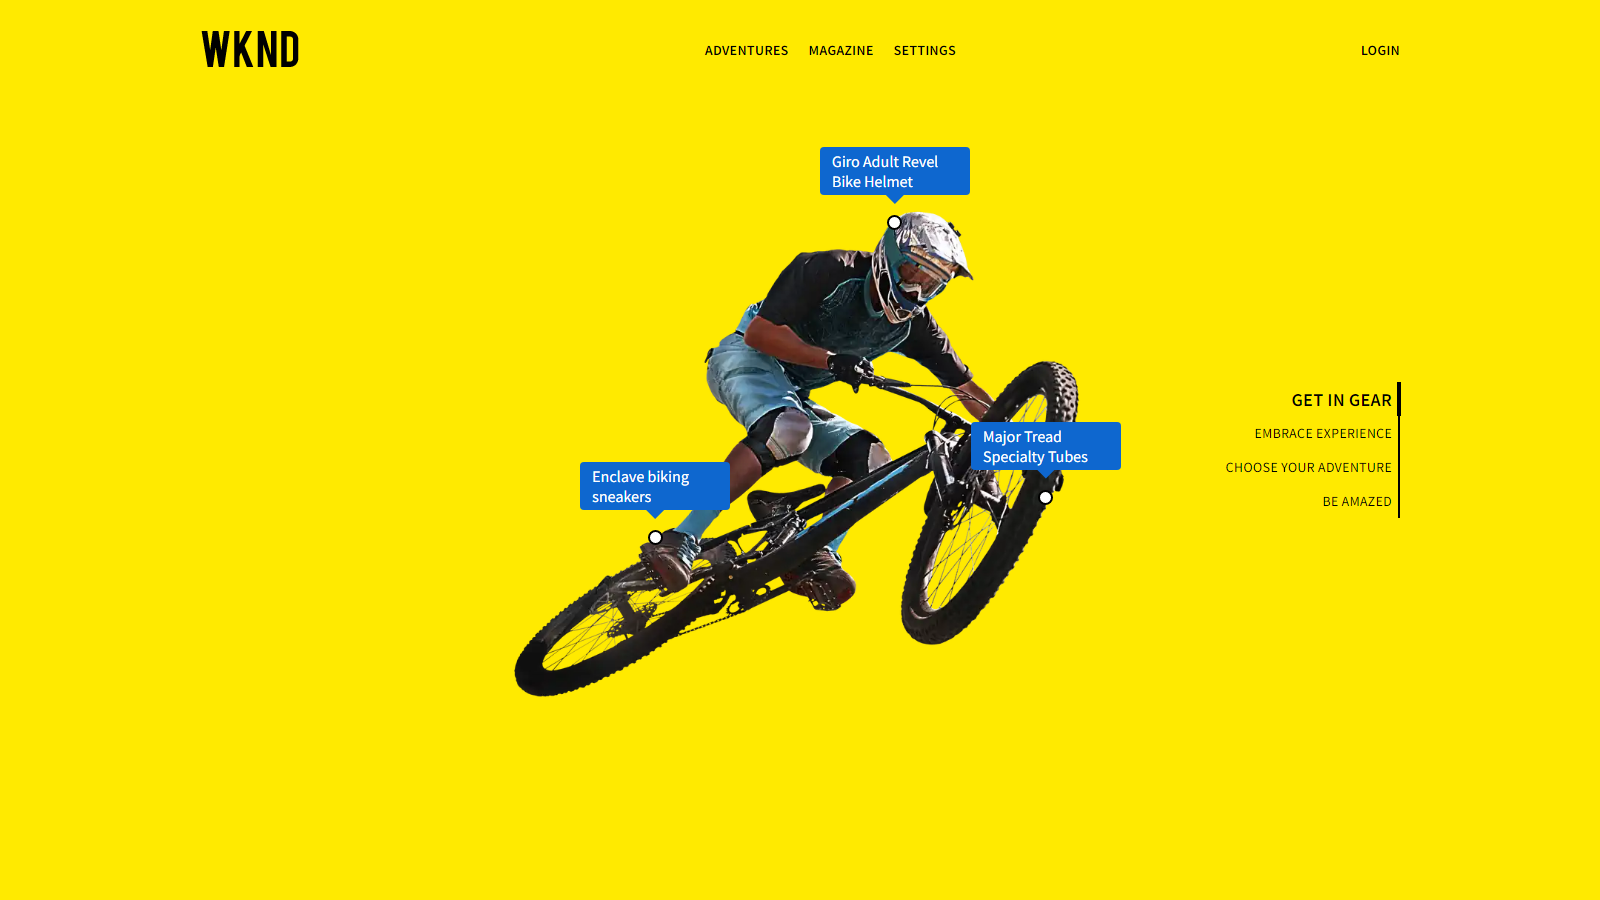 WKND
ADVENTURES
MAGAZINE
SETTINGS
LOGIN
Giro Adult Revel
Bike Helmet
Major Tread
Specialty Tubes
Enclave biking
sneakers
GET IN GEAR
EMBRACE EXPERIENCE
CHOOSE YOUR ADVENTURE
BE AMAZED